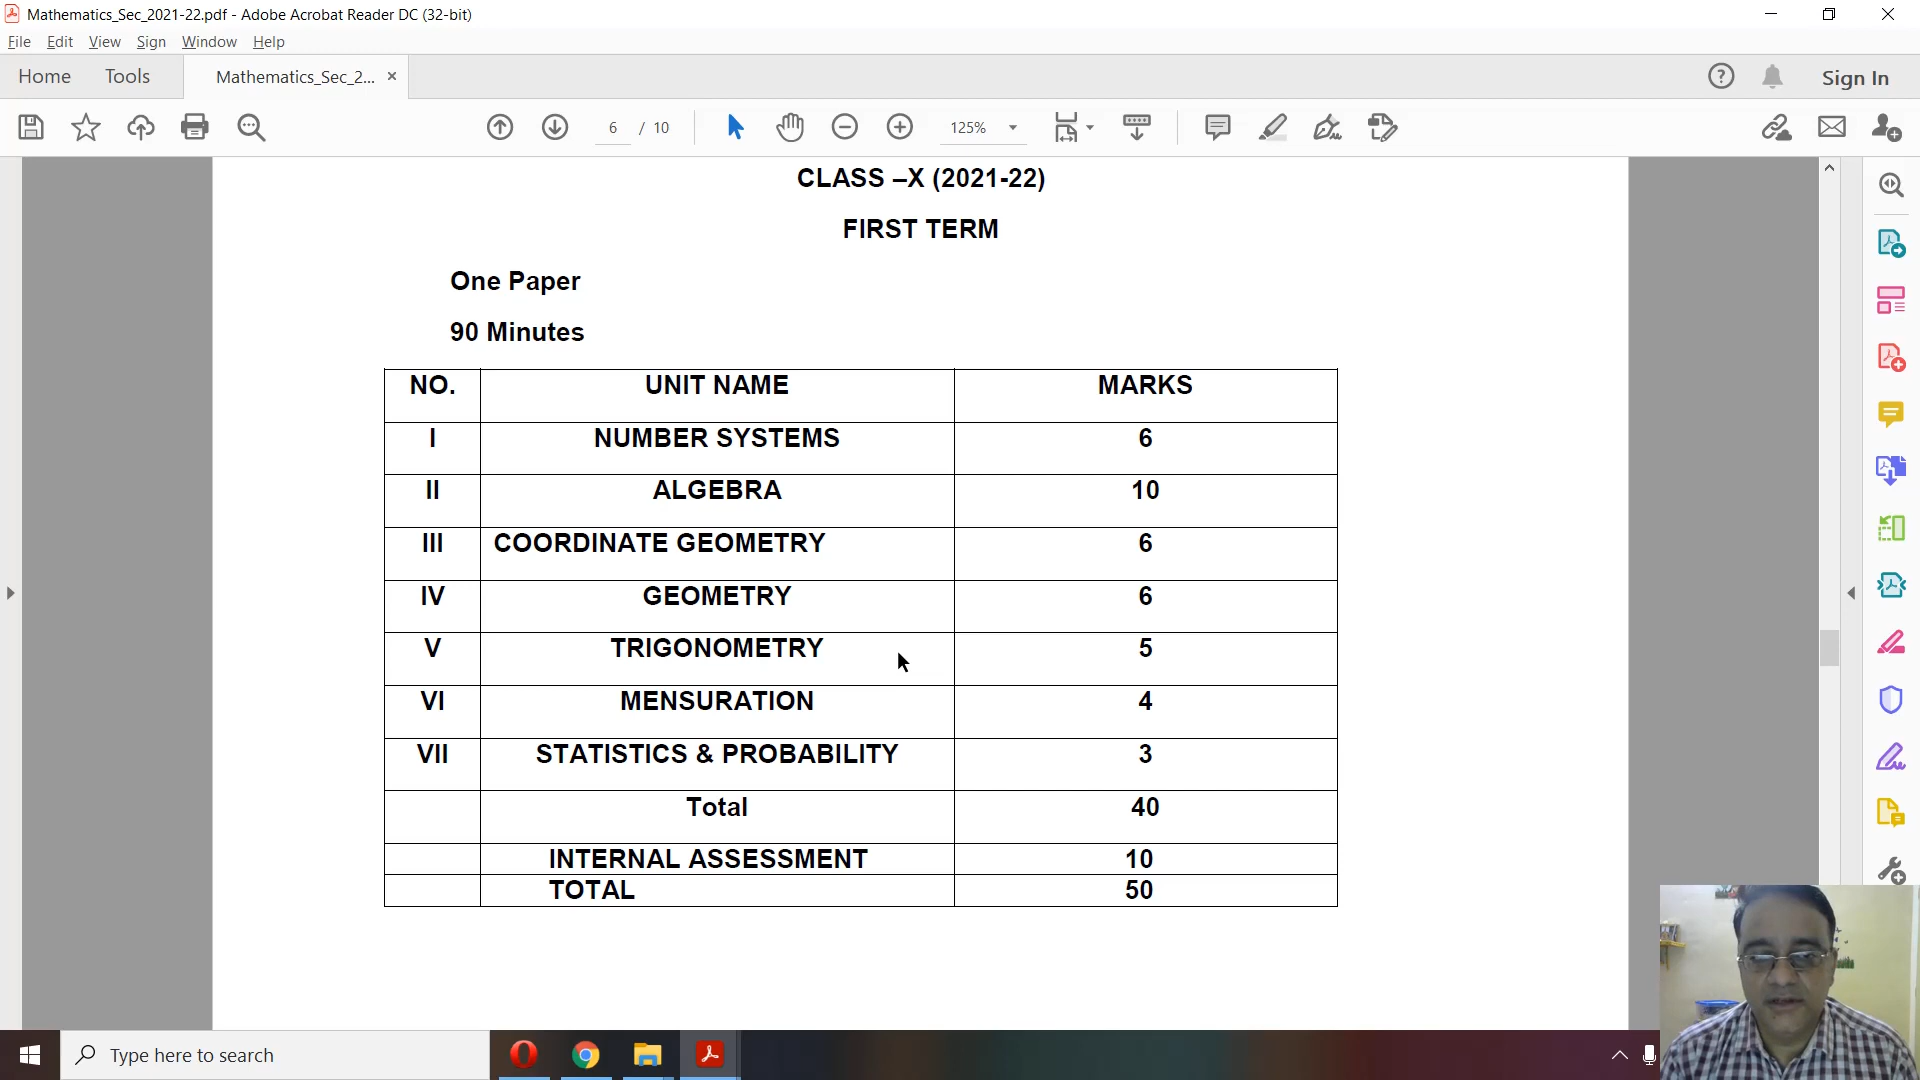 Mathematics_Sec_2021-22.pdf - Adobe Acrobat Reader DC (32-bit)
File Edit View Sign Window Help
Home Tools Mathematics_Sec_2... × Sign In
6 / 10 125%
CLASS –X (2021-22)
FIRST TERM
One Paper
90 Minutes
NO. UNIT NAME MARKS
I NUMBER SYSTEMS 6
II ALGEBRA 10
III COORDINATE GEOMETRY 6
IV GEOMETRY 6
V TRIGONOMETRY 5
VI MENSURATION 4
VII STATISTICS & PROBABILITY 3
Total 40
INTERNAL ASSESSMENT 10
TOTAL 50
Type here to search